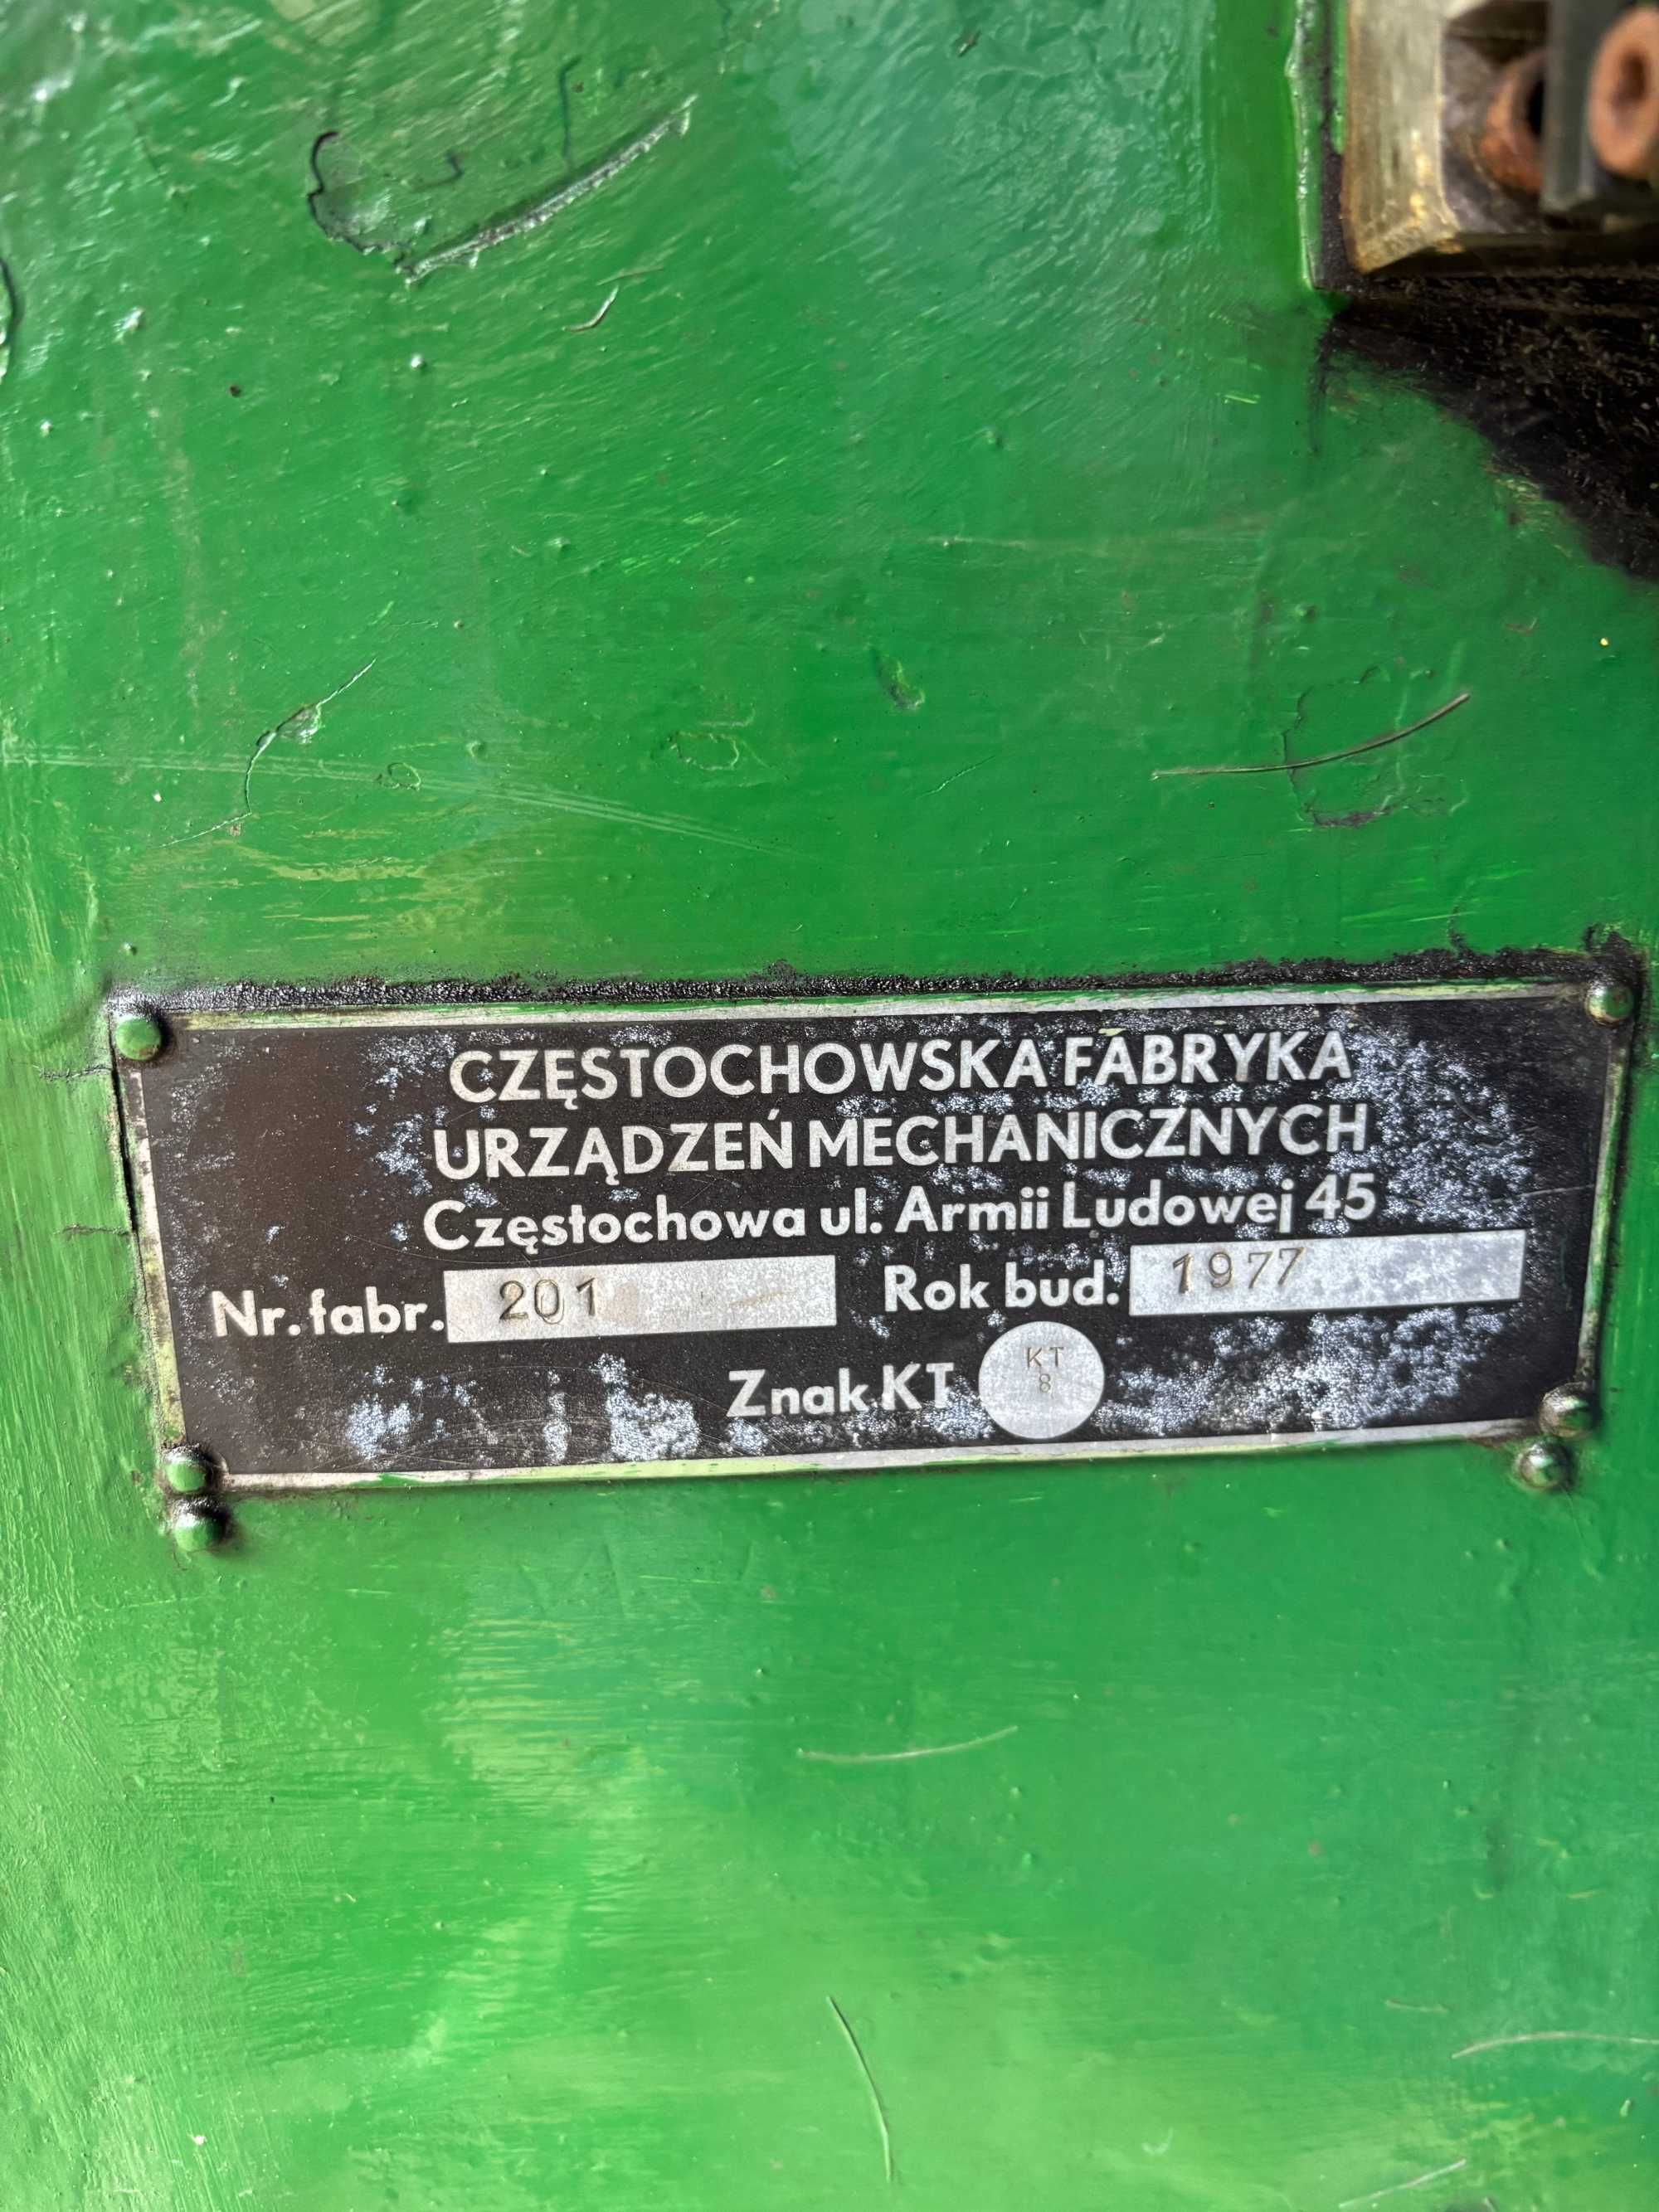 CZĘSTOCHOWSKA FABRYKA
URZĄDZEŃ MECHANICZNYCH
Częstochowa ul. Armii Ludowej 45
Nr. fabr. 201 Rok bud. 1977
Znak KT KT
8